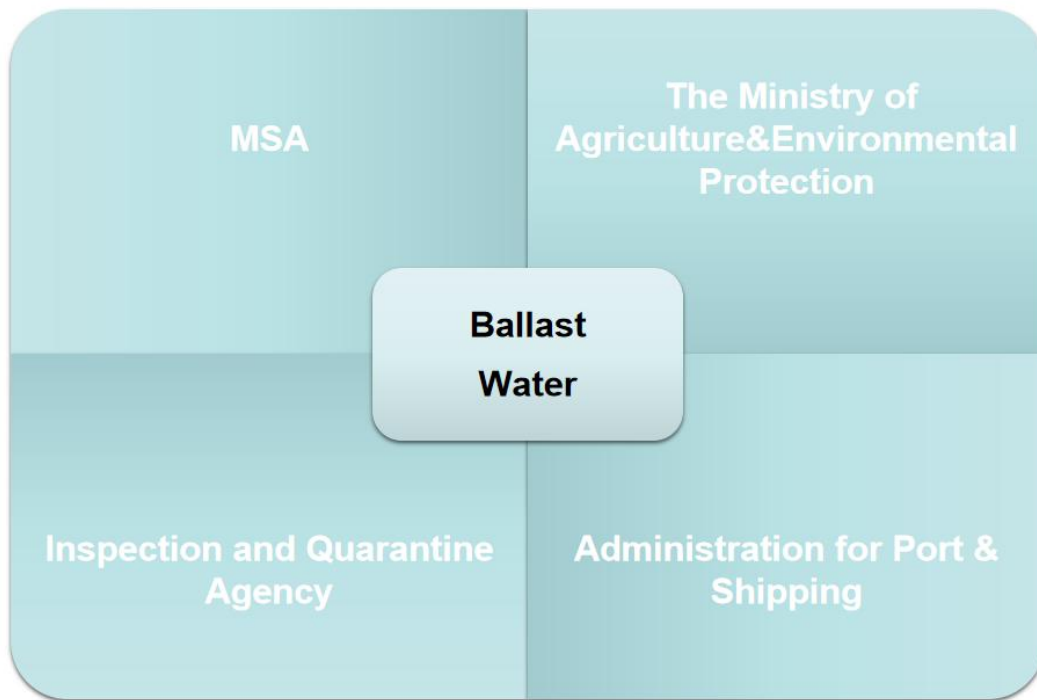 MSA
The Ministry of
Agriculture&Environmental
Protection
Ballast
Water
Inspection and Quarantine
Agency
Administration for Port &
Shipping